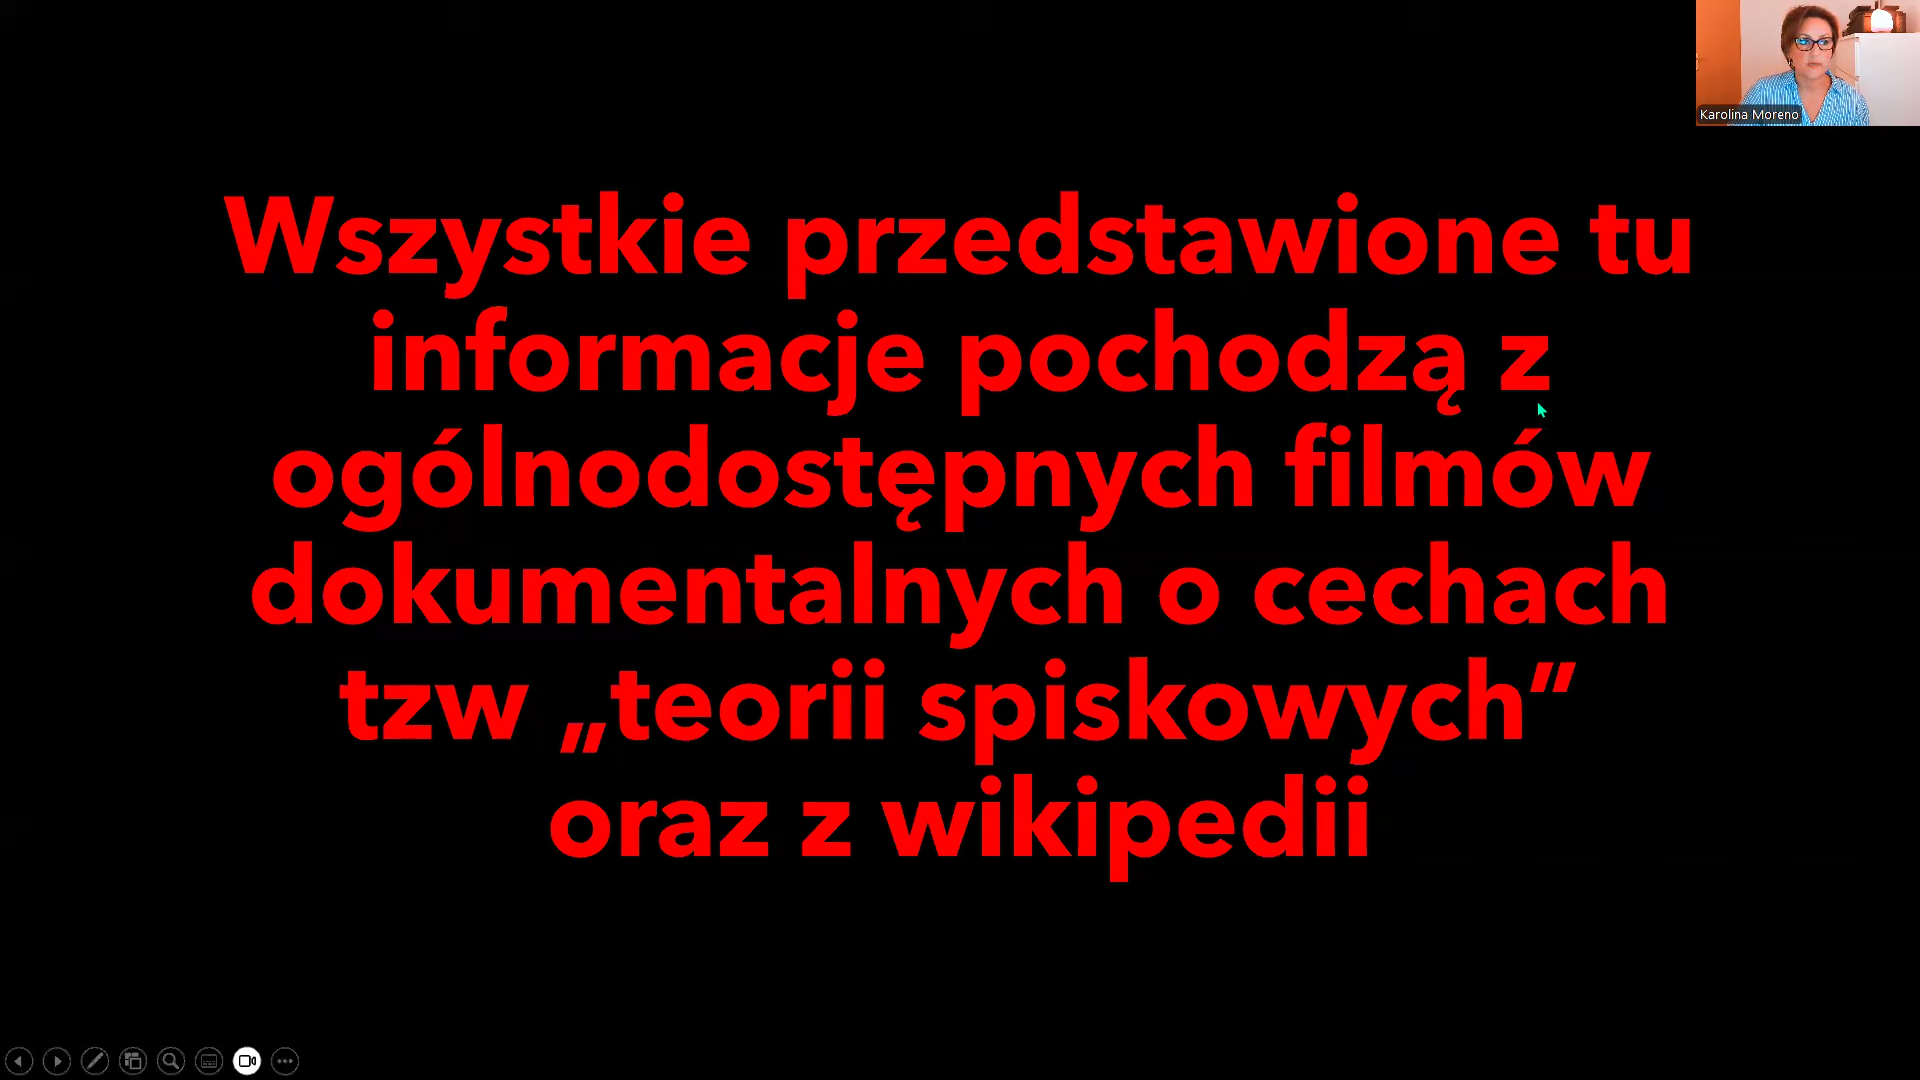 Karolina Moreno
Wszystkie przedstawione tu
informacje pochodzą z
ogólnodostępnych filmów
dokumentalnych o cechach
tzw „teorii spiskowych”
oraz z wikipedii